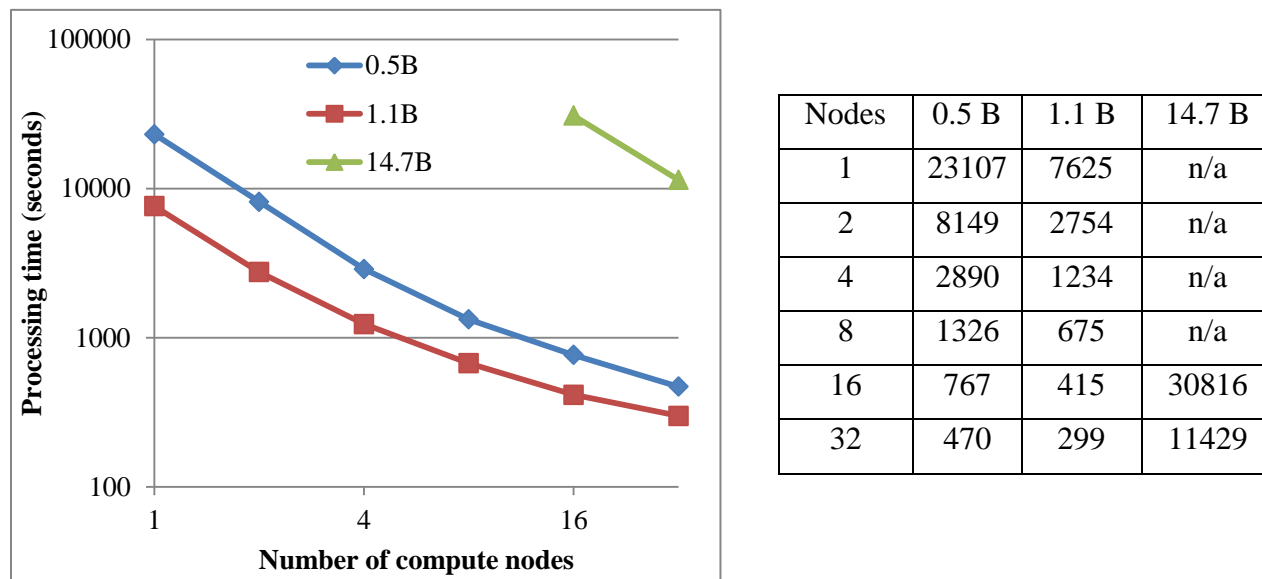 100000
10000
1000
100
Processing time (seconds)
0.5B
1.1B
14.7B
1 4 16
Number of compute nodes
Nodes 0.5 B 1.1 B 14.7 B
1 23107 7625 n/a
2 8149 2754 n/a
4 2890 1234 n/a
8 1326 675 n/a
16 767 415 30816
32 470 299 11429